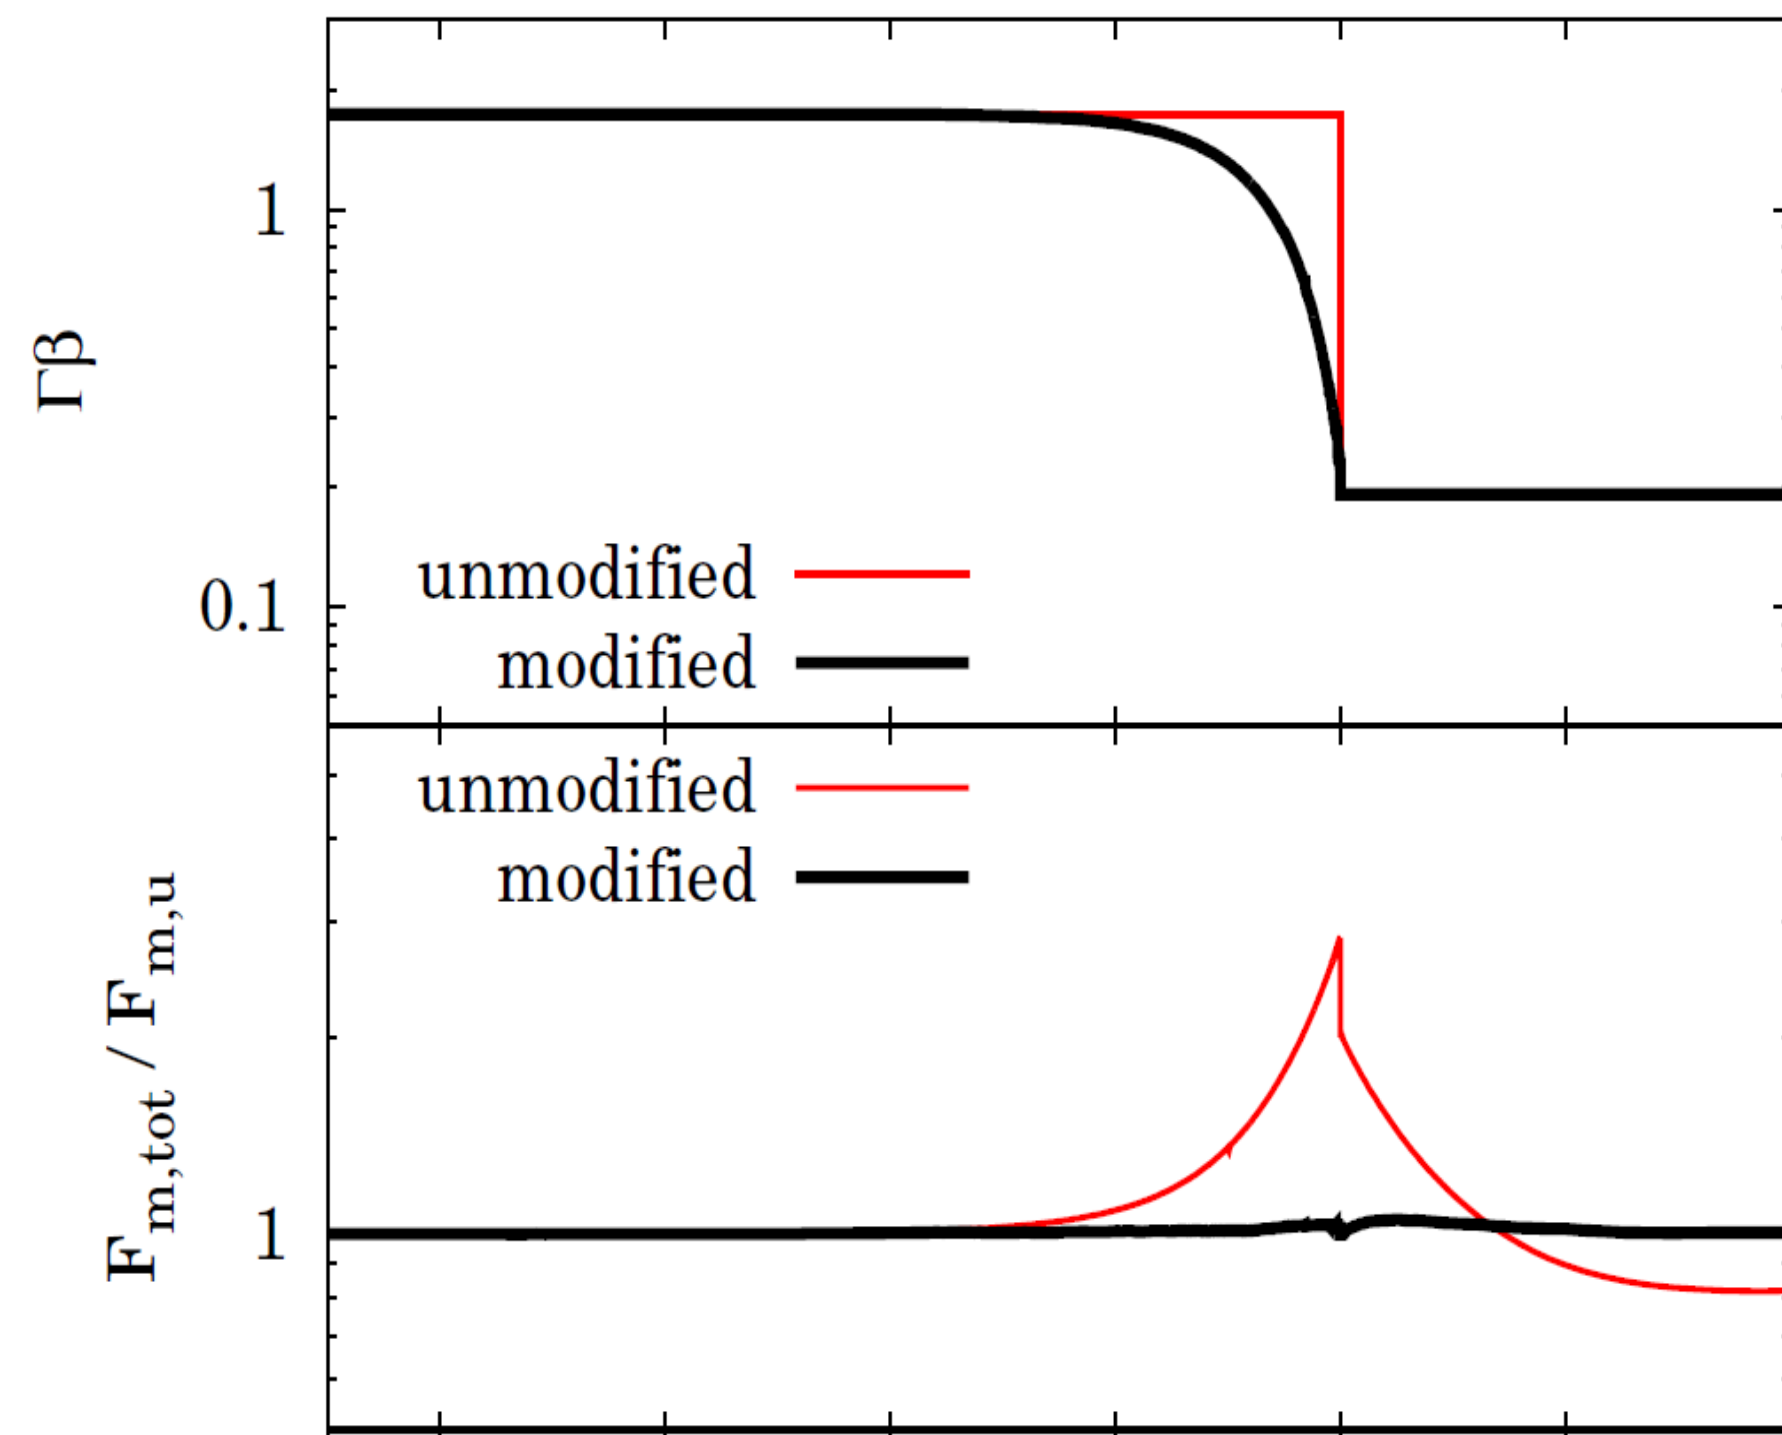 Γβ
1
0.1
unmodified
modified
F_m,tot / F_m,u
1
unmodified
modified